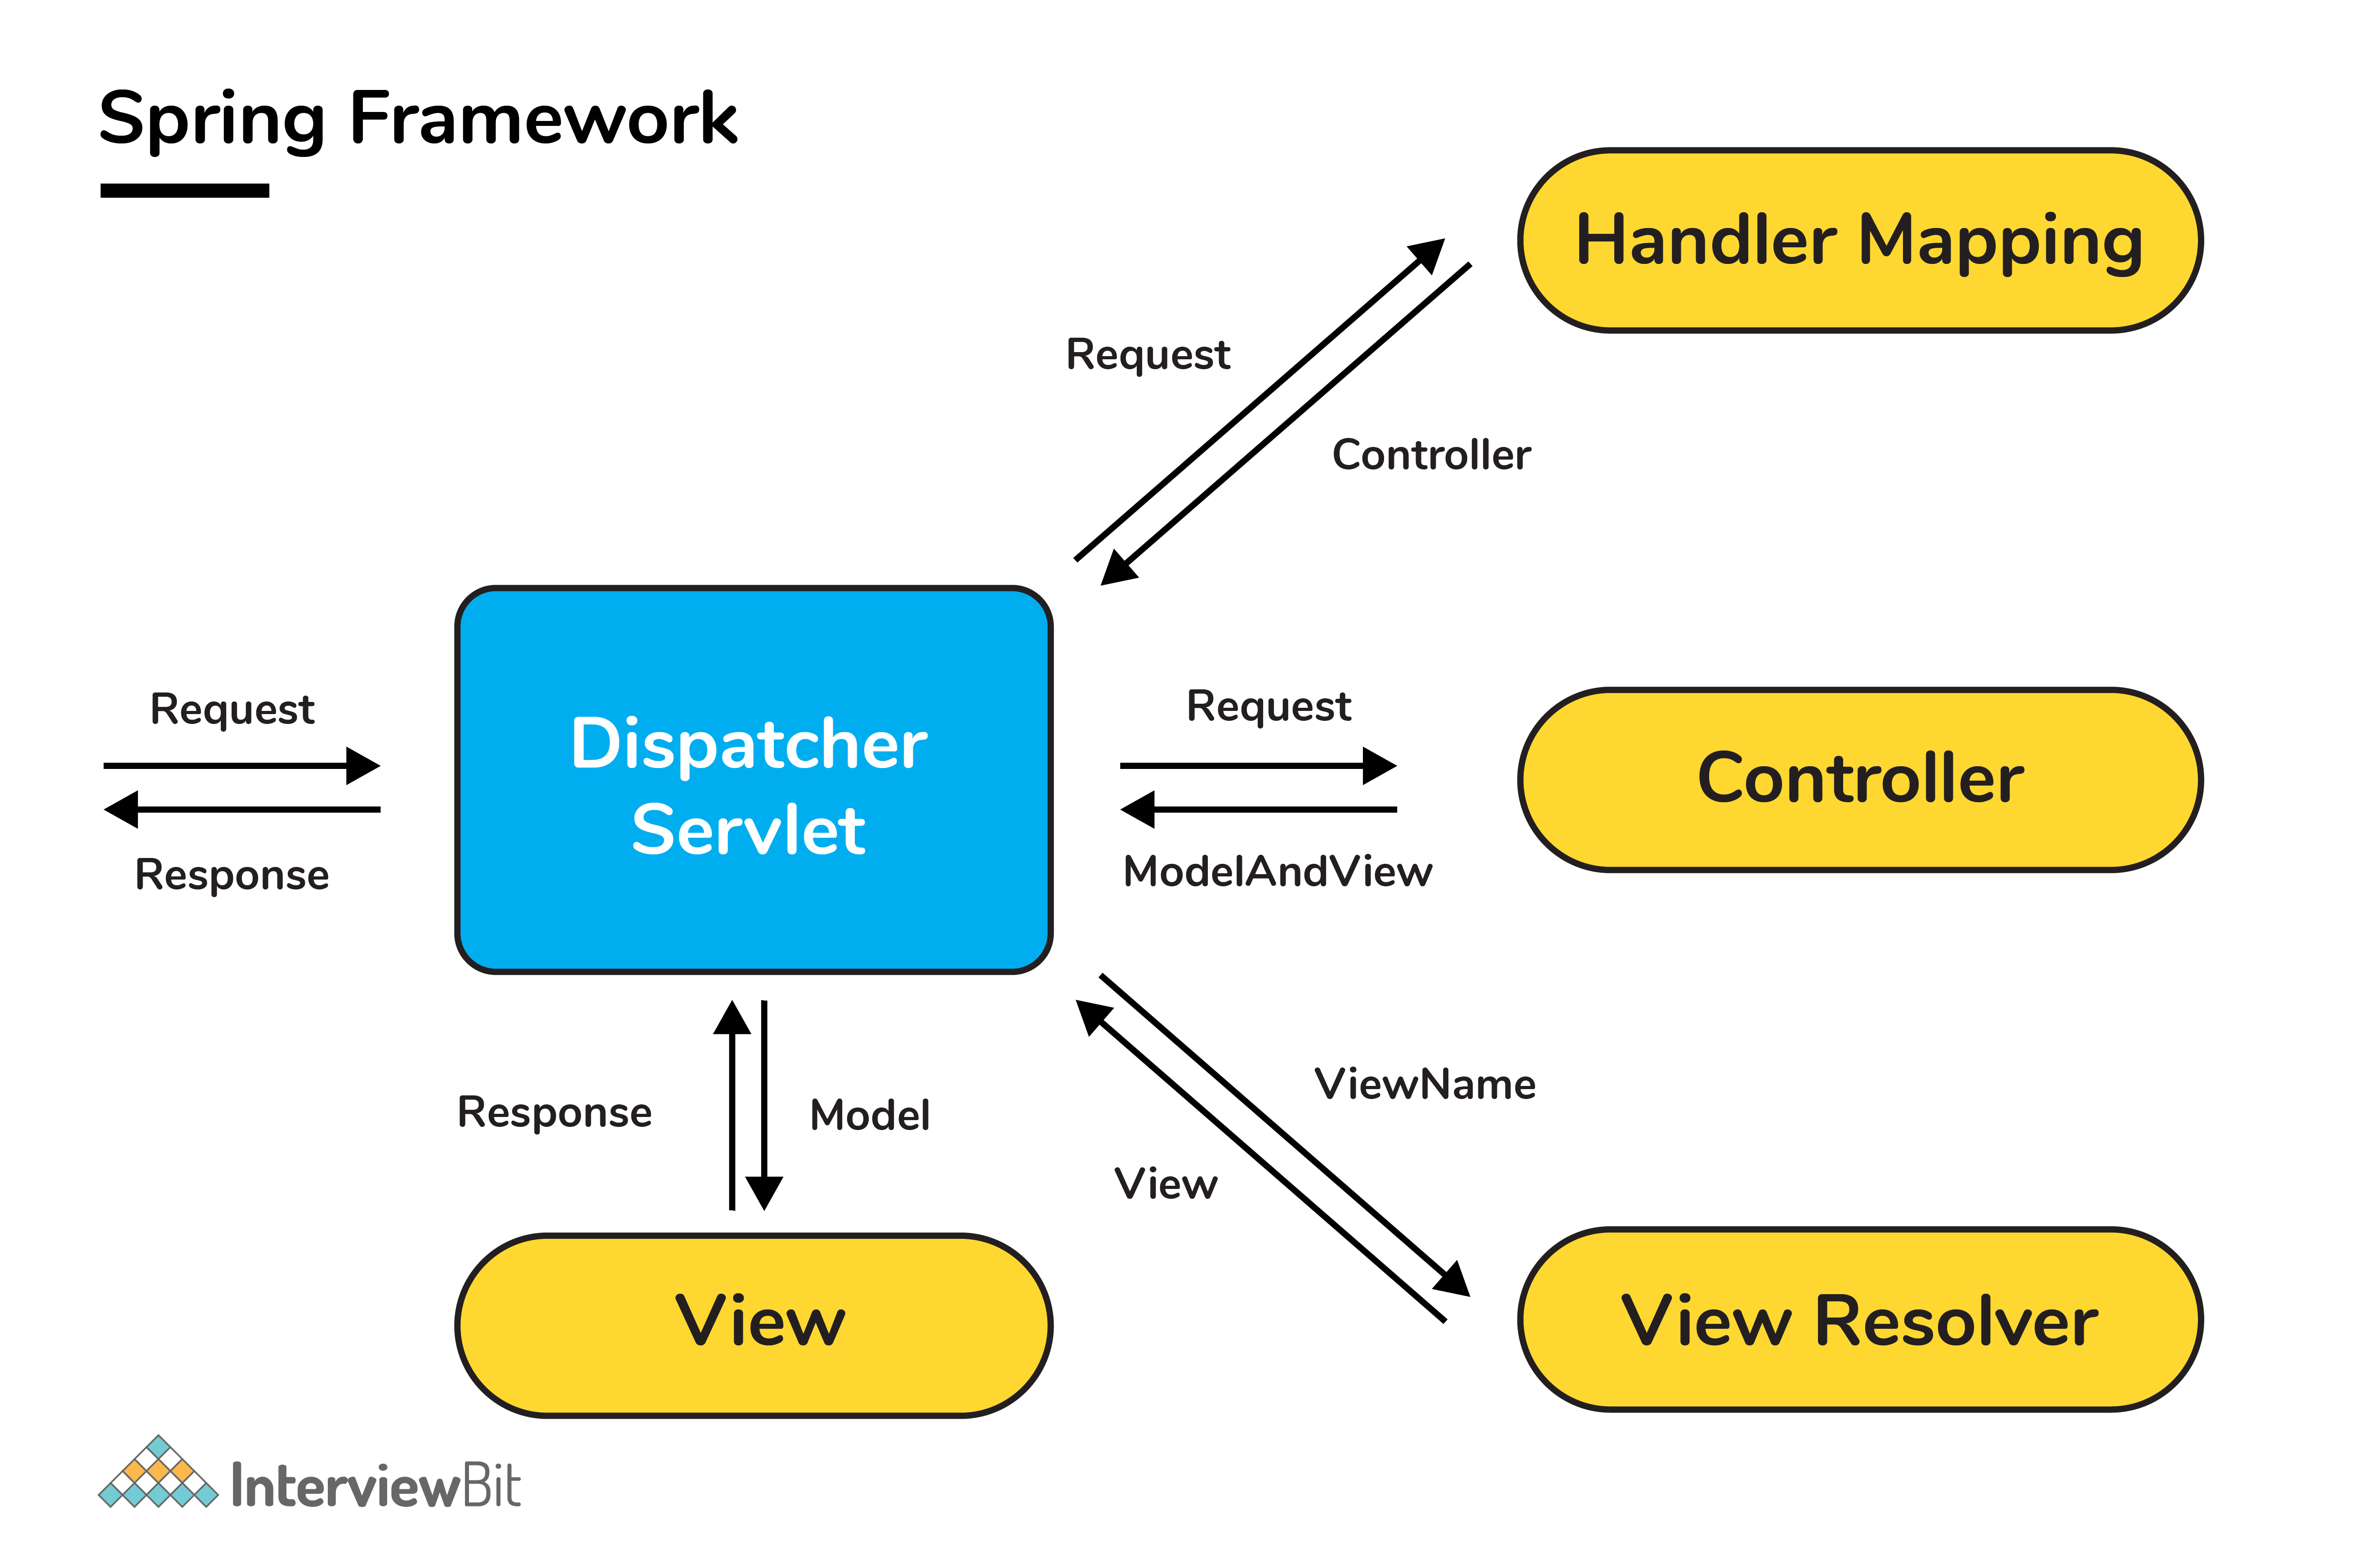 Spring Framework
Handler Mapping
Request
Controller
Request
Response
Dispatcher
Servlet
Request
ModelAndView
Controller
Response
Model
ViewName
View
View
View Resolver
InterviewBit